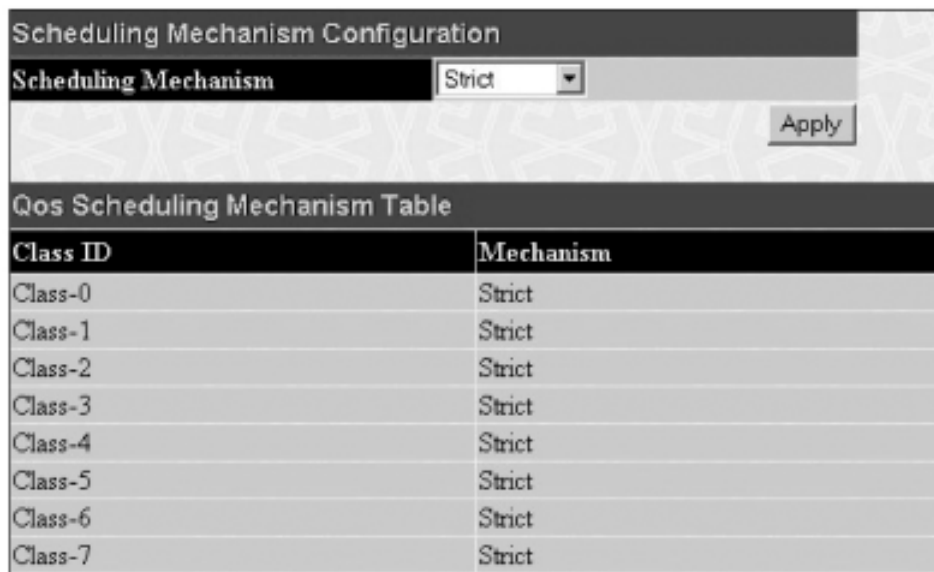 Scheduling Mechanism Configuration
Scheduling Mechanism Strict
Apply
Qos Scheduling Mechanism Table
Class ID Mechanism
Class-0 Strict
Class-1 Strict
Class-2 Strict
Class-3 Strict
Class-4 Strict
Class-5 Strict
Class-6 Strict
Class-7 Strict